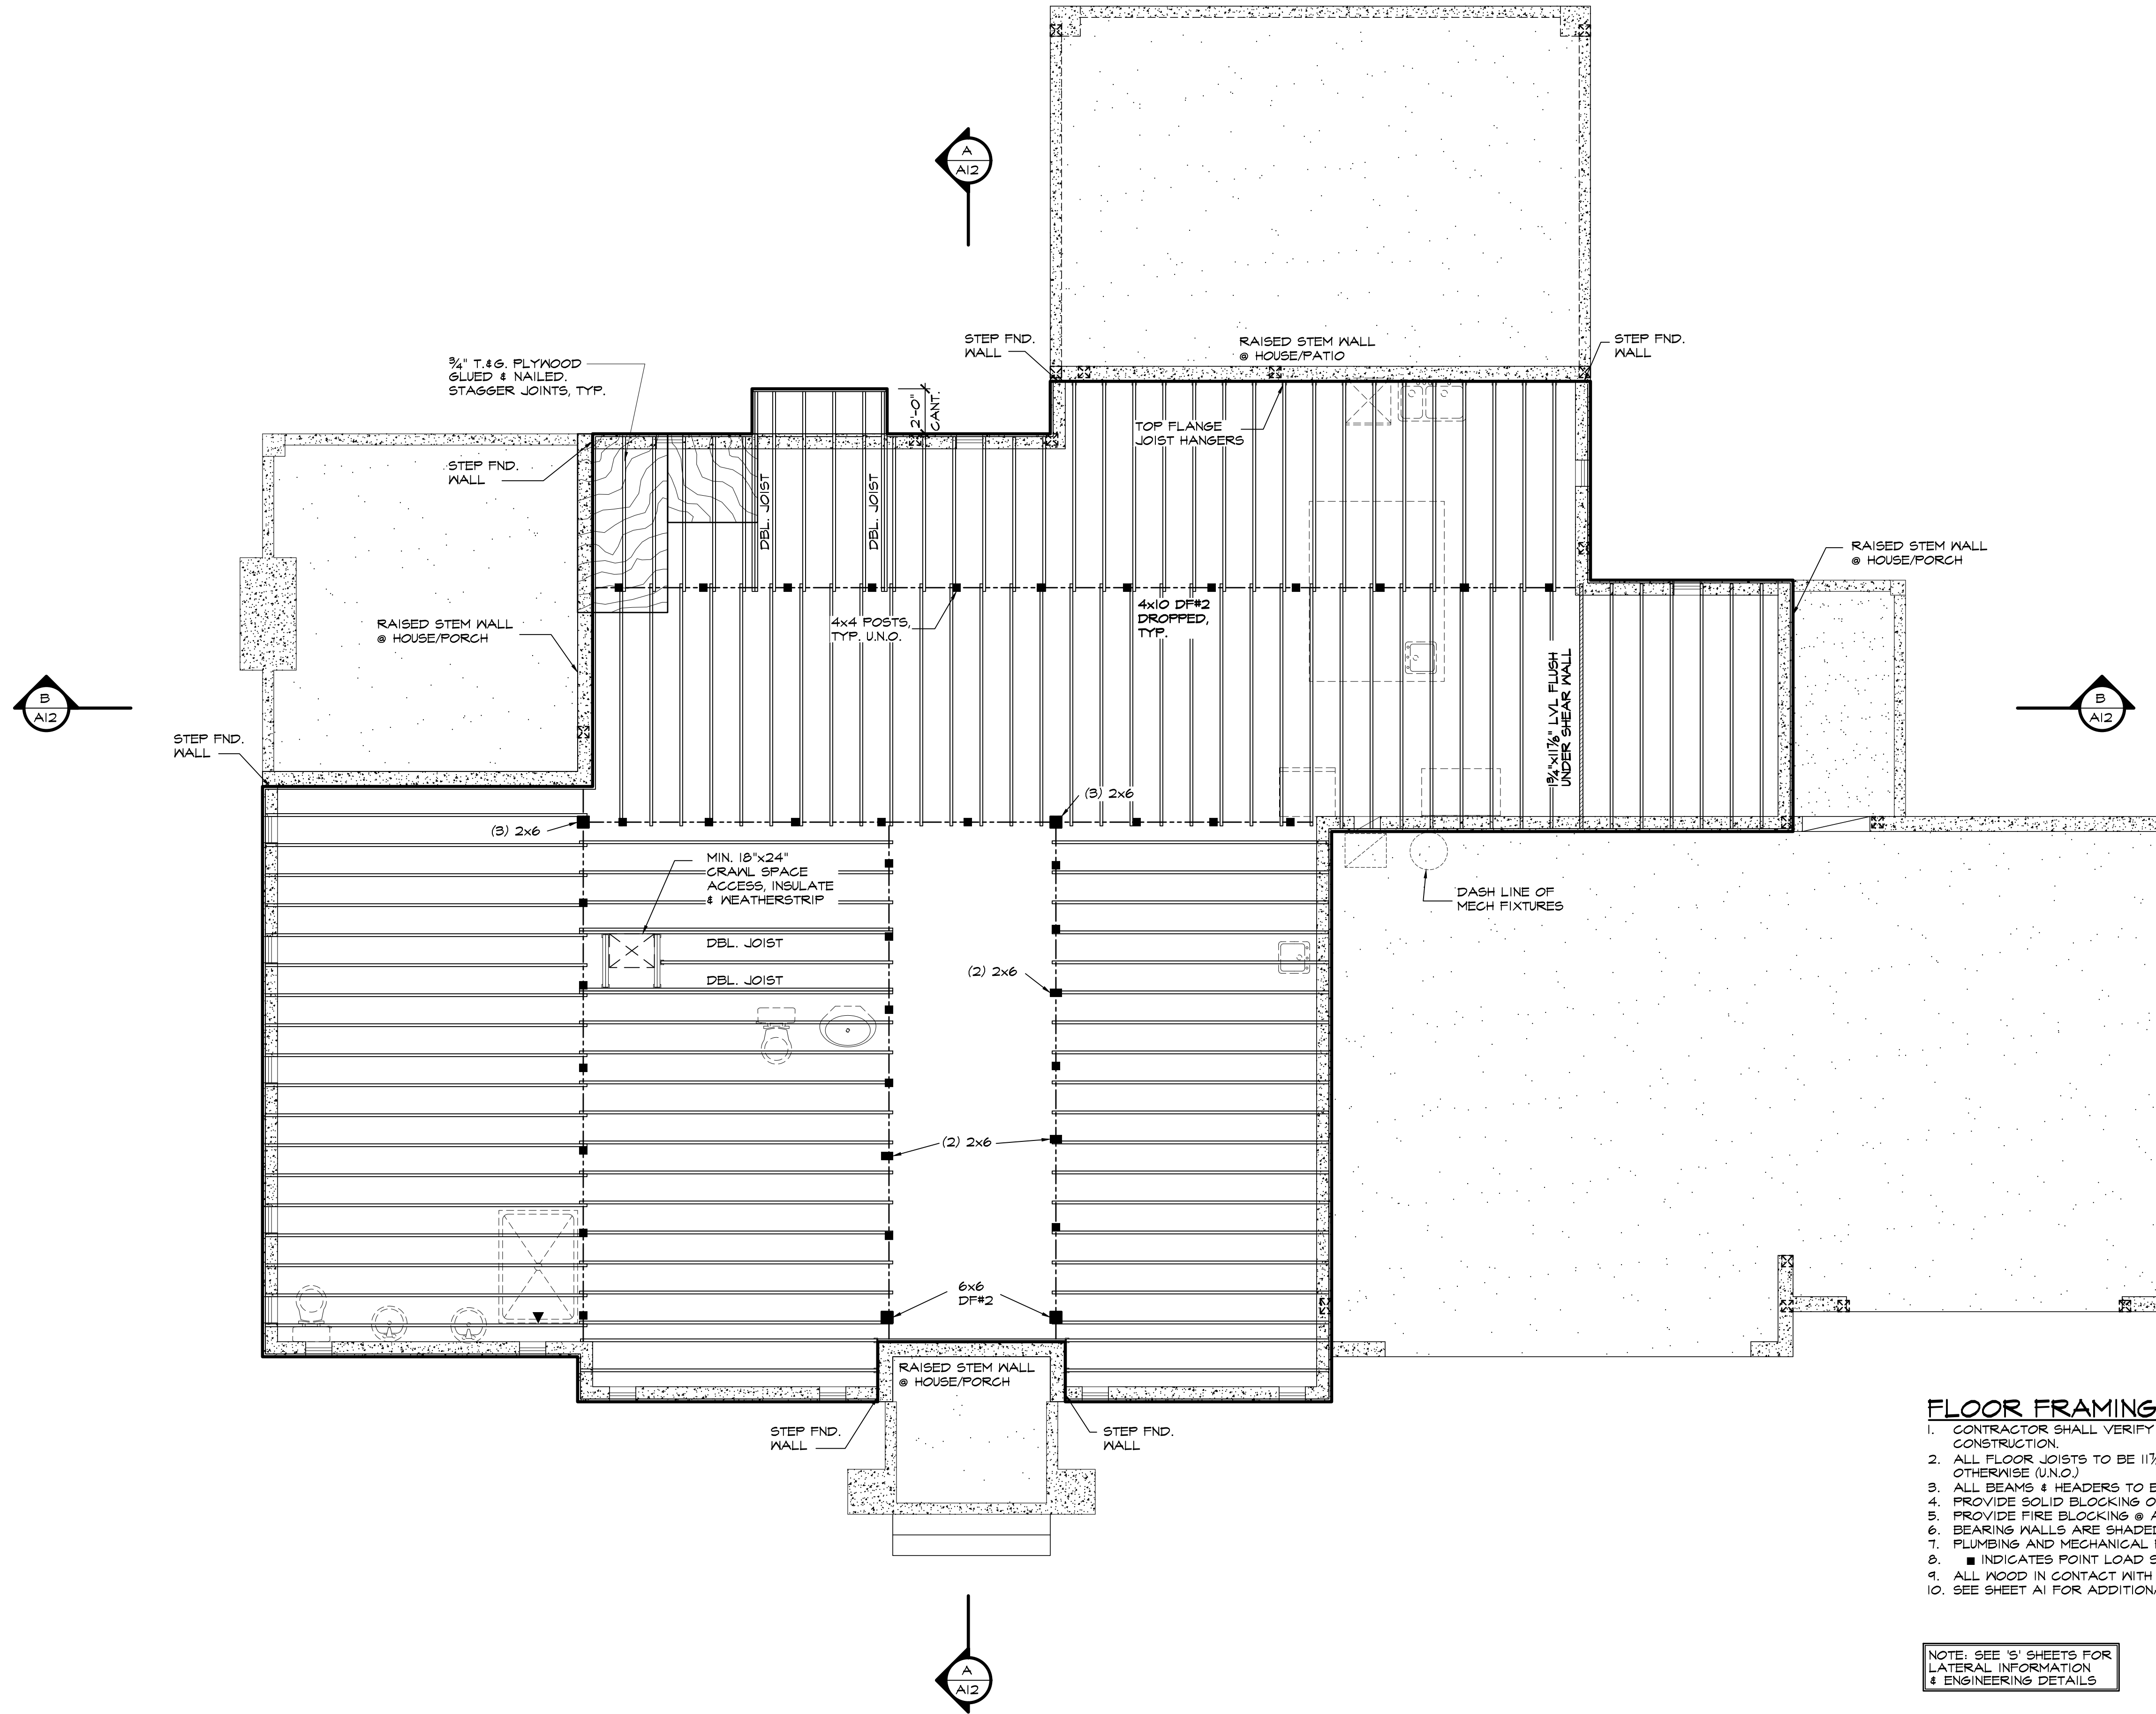 A
A12
STEP FND.
WALL
RAISED STEM WALL
@ HOUSE/PATIO
STEP FND.
WALL
3/4" T.&G. PLYWOOD
GLUED & NAILED.
STAGGER JOINTS, TYP.
2'-0"
CANT.
TOP FLANGE
JOIST HANGERS
STEP FND.
WALL
DBL. JOIST
DBL. JOIST
RAISED STEM WALL
@ HOUSE/PORCH
RAISED STEM WALL
@ HOUSE/PORCH
4x4 POSTS,
TYP. U.N.O.
4x10 DF#2
DROPPED,
TYP.
1 3/4"x11 7/8" LVL FLUSH
UNDER SHEAR WALL
B
A12
B
A12
STEP FND.
WALL
(3) 2x6
(3) 2x6
MIN. 18"x24"
CRAWL SPACE
ACCESS, INSULATE
& WEATHERSTRIP
DASH LINE OF
MECH FIXTURES
DBL. JOIST
DBL. JOIST
(2) 2x6
(2) 2x6
6x6
DF#2
RAISED STEM WALL
@ HOUSE/PORCH
STEP FND.
WALL
STEP FND.
WALL
FLOOR FRAMING
1. CONTRACTOR SHALL VERIFY
CONSTRUCTION.
2. ALL FLOOR JOISTS TO BE 11 7/
OTHERWISE (U.N.O.)
3. ALL BEAMS & HEADERS TO
4. PROVIDE SOLID BLOCKING
5. PROVIDE FIRE BLOCKING @
6. BEARING WALLS ARE SHADE
7. PLUMBING AND MECHANICAL
8. ■ INDICATES POINT LOAD
9. ALL WOOD IN CONTACT WITH
10. SEE SHEET A1 FOR ADDITION
NOTE: SEE 'S' SHEETS FOR
LATERAL INFORMATION
& ENGINEERING DETAILS
A
A12